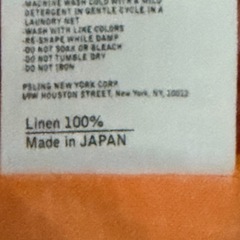 -MACHINE WASH COLD WITH A MILD
DETERGENT IN GENTLE CYCLE IN A
LAUNDRY NET
-WASH WITH LIKE COLORS
-RE-SHAPE WHILE DAMP
-DO NOT SOAK OR BLEACH
-DO NOT TUMBLE DRY
-DO NOT IRON
PSLING NEW YORK CORP.
HOUSTON STREET, New York, NY, 10012
Linen 100%
Made in JAPAN